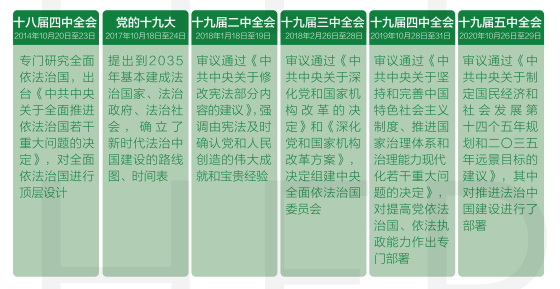 十八届四中全会
2014年10月20日至23日
专门研究全面
依法治国，出
台《中共中央
关于全面推进
依法治国若干
重大问题的决
定》，对全面
依法治国进行
顶层设计
党的十九大
2017年10月18日至24日
提出到2035
年基本建成法
治国家、法治
政府、法治社
会，确立了
新时代法治中
国建设的路线
图、时间表
十九届二中全会
2018年1月18日至19日
审议通过《中
共中央关于修
改宪法部分内
容的建议》，强
调由宪法及时
确认党和人民
创造的伟大成
就和宝贵经验
十九届三中全会
2018年2月26日至28日
审议通过《中
共中央关于深
化党和国家机
构改革的决
定》和《深化
党和国家机构
改革方案》，
决定组建中央
全面依法治国
委员会
十九届四中全会
2019年10月28日至31日
审议通过《中
共中央关于坚
持和完善中国
特色社会主义
制度、推进国
家治理体系和
治理能力现代
化若干重大问
题的决定》，
对提高党依法
治国、依法执
政能力作出专
门部署
十九届五中全会
2020年10月26日至29日
审议通过《中
共中央关于制
定国民经济和
社会发展第
十四个五年规
划和二〇三五
年远景目标的
建议》，其中
对推进法治中
国建设进行了
部署